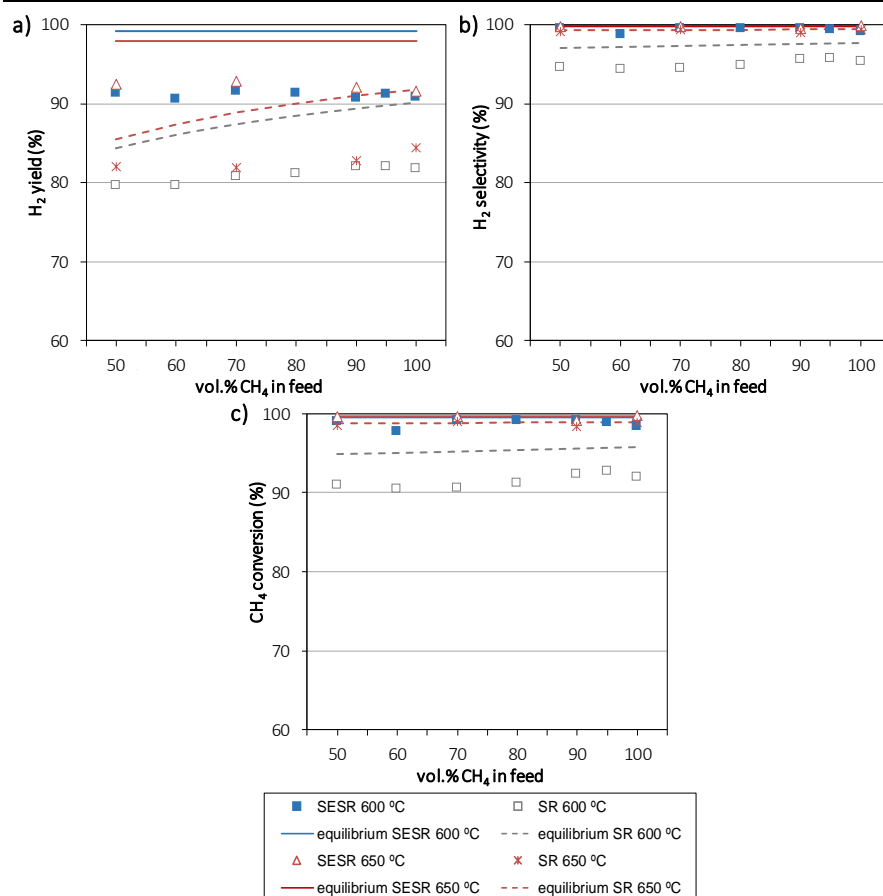 a)
H2 yield (%)
100
90
80
70
60
50 60 70 80 90 100
vol.% CH4 in feed
b)
H2 selectivity (%)
100
90
80
70
60
50 60 70 80 90 100
vol.% CH4 in feed
c)
CH4 conversion (%)
100
90
80
70
60
50 60 70 80 90 100
vol.% CH4 in feed
SESR 600 ºC SR 600 ºC
equilibrium SESR 600 ºC equilibrium SR 600 ºC
SESR 650 ºC SR 650 ºC
equilibrium SESR 650 ºC equilibrium SR 650 ºC